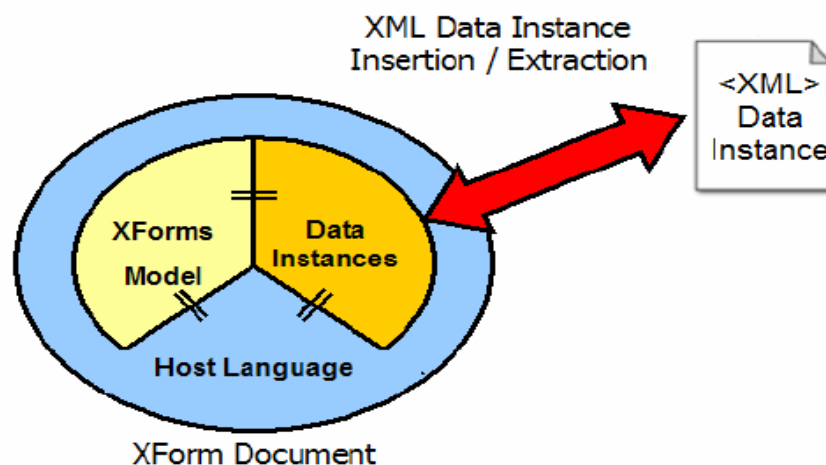 XML Data Instance
Insertion / Extraction
<XML>
Data
Instance
XForms
Model
Data
Instances
Host Language
XForm Document